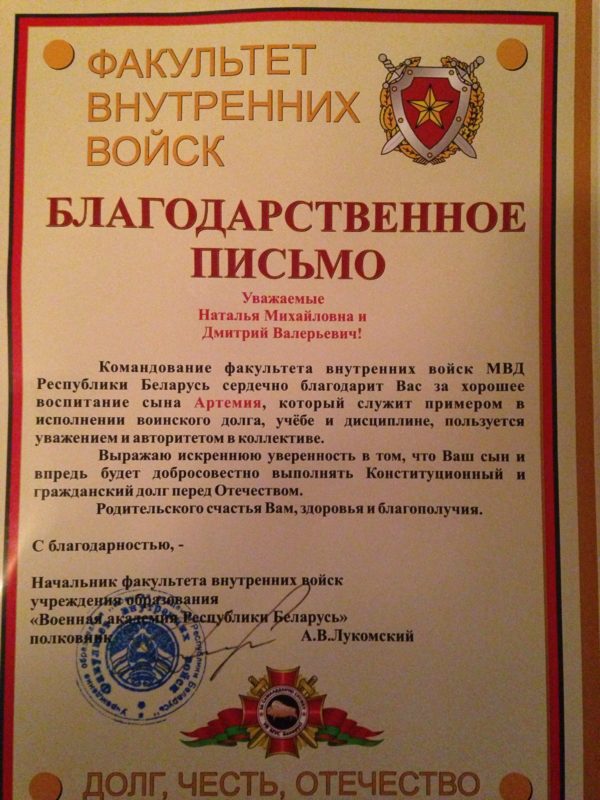 ФАКУЛЬТЕТ
ВНУТРЕННИХ
ВОЙСК
БЛАГОДАРСТВЕННОЕ
ПИСЬМО
Уважаемые
Наталья Михайловна и
Дмитрий Валерьевич!
Командование факультета внутренних войск МВД
Республики Беларусь сердечно благодарит Вас за хорошее
воспитание сына Артемия, который служит примером в
исполнении воинского долга, учёбе и дисциплине, пользуется
уважением и авторитетом в коллективе.
Выражаю искреннюю уверенность в том, что Ваш сын и
впредь будет добросовестно выполнять Конституционный и
гражданский долг перед Отечеством.
Родительского счастья Вам, здоровья и благополучия.
С благодарностью, -
Начальник факультета внутренних войск
учреждения образования
«Военная академия Республики Беларусь»
полковник А.В.Лукомский
Факультет внутренних войск
ДОЛГ, ЧЕСТЬ, ОТЕЧЕСТВО